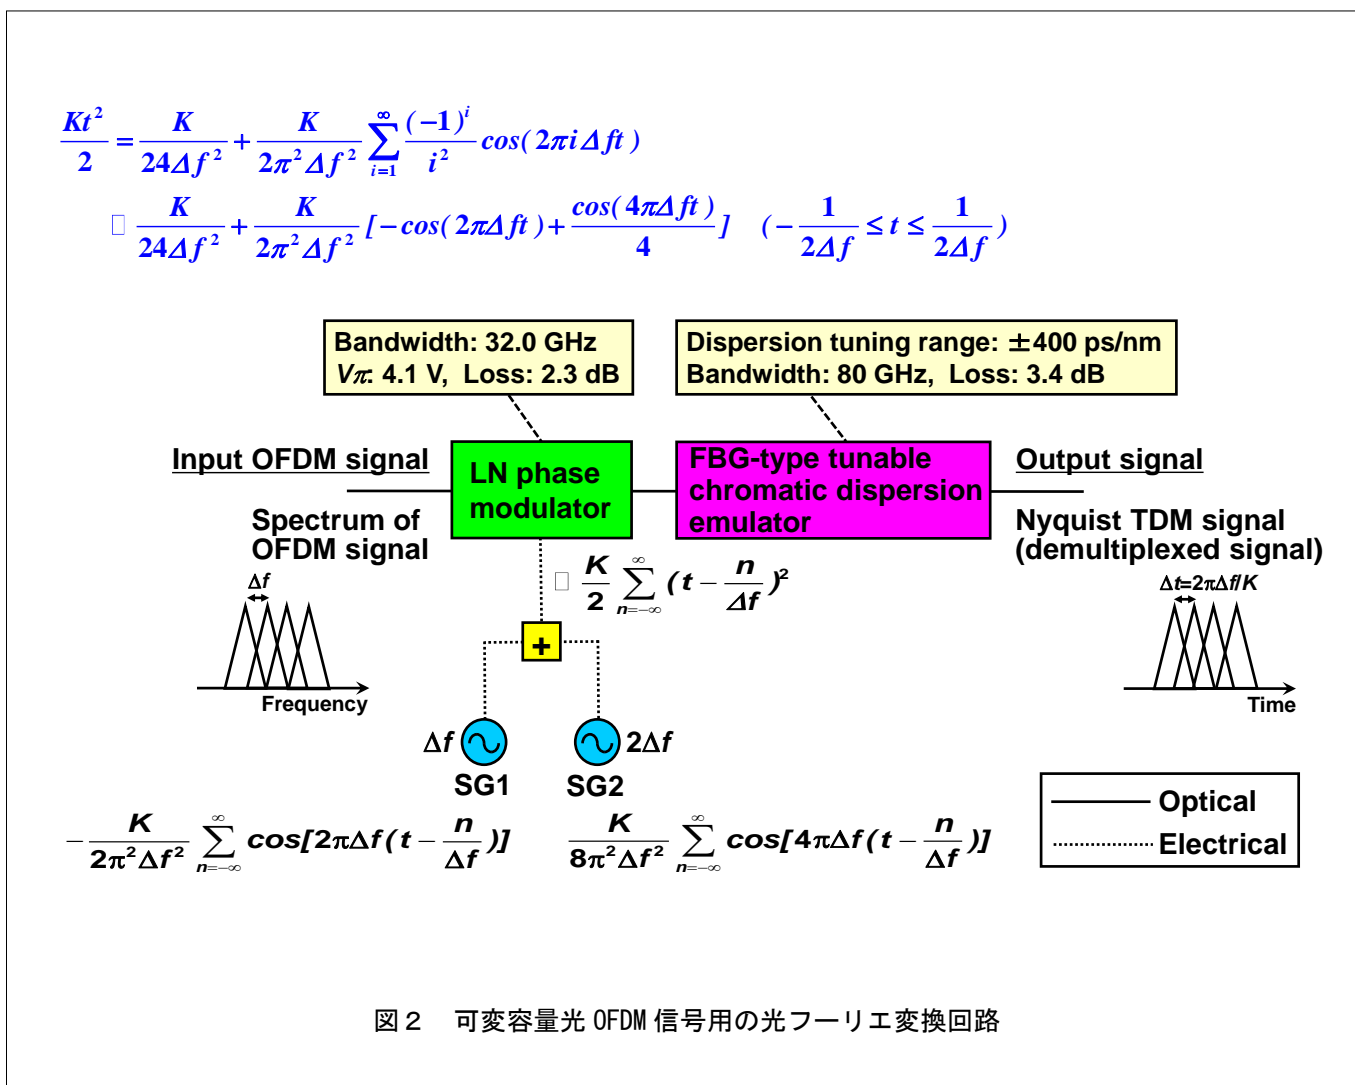 Kt²/2 = K/24Δf² + K/2π²Δf² ∑_{i=1}^{∞} (-1)^i/i² cos(2πiΔft)
□ K/24Δf² + K/2π²Δf² [-cos(2πΔft)+ cos(4πΔft)/4] (-1/2Δf ≤ t ≤ 1/2Δf)
Bandwidth: 32.0 GHz
Vπ: 4.1 V, Loss: 2.3 dB
Dispersion tuning range: ±400 ps/nm
Bandwidth: 80 GHz, Loss: 3.4 dB
Input OFDM signal
LN phase
modulator
FBG-type tunable
chromatic dispersion
emulator
Output signal
Spectrum of
OFDM signal
Nyquist TDM signal
(demultiplexed signal)
Δf
□ K/2 ∑_{n=-∞}^{∞} (t - n/Δf)²
Δt=2πΔf/K
+
Frequency
Time
Δf
2Δf
SG1
SG2
Optical
Electrical
-K/2π²Δf² ∑_{n=-∞}^{∞} cos[2πΔf(t - n/Δf)]
K/8π²Δf² ∑_{n=-∞}^{∞} cos[4πΔf(t - n/Δf)]
図２ 可変容量光 OFDM 信号用の光フーリエ変換回路